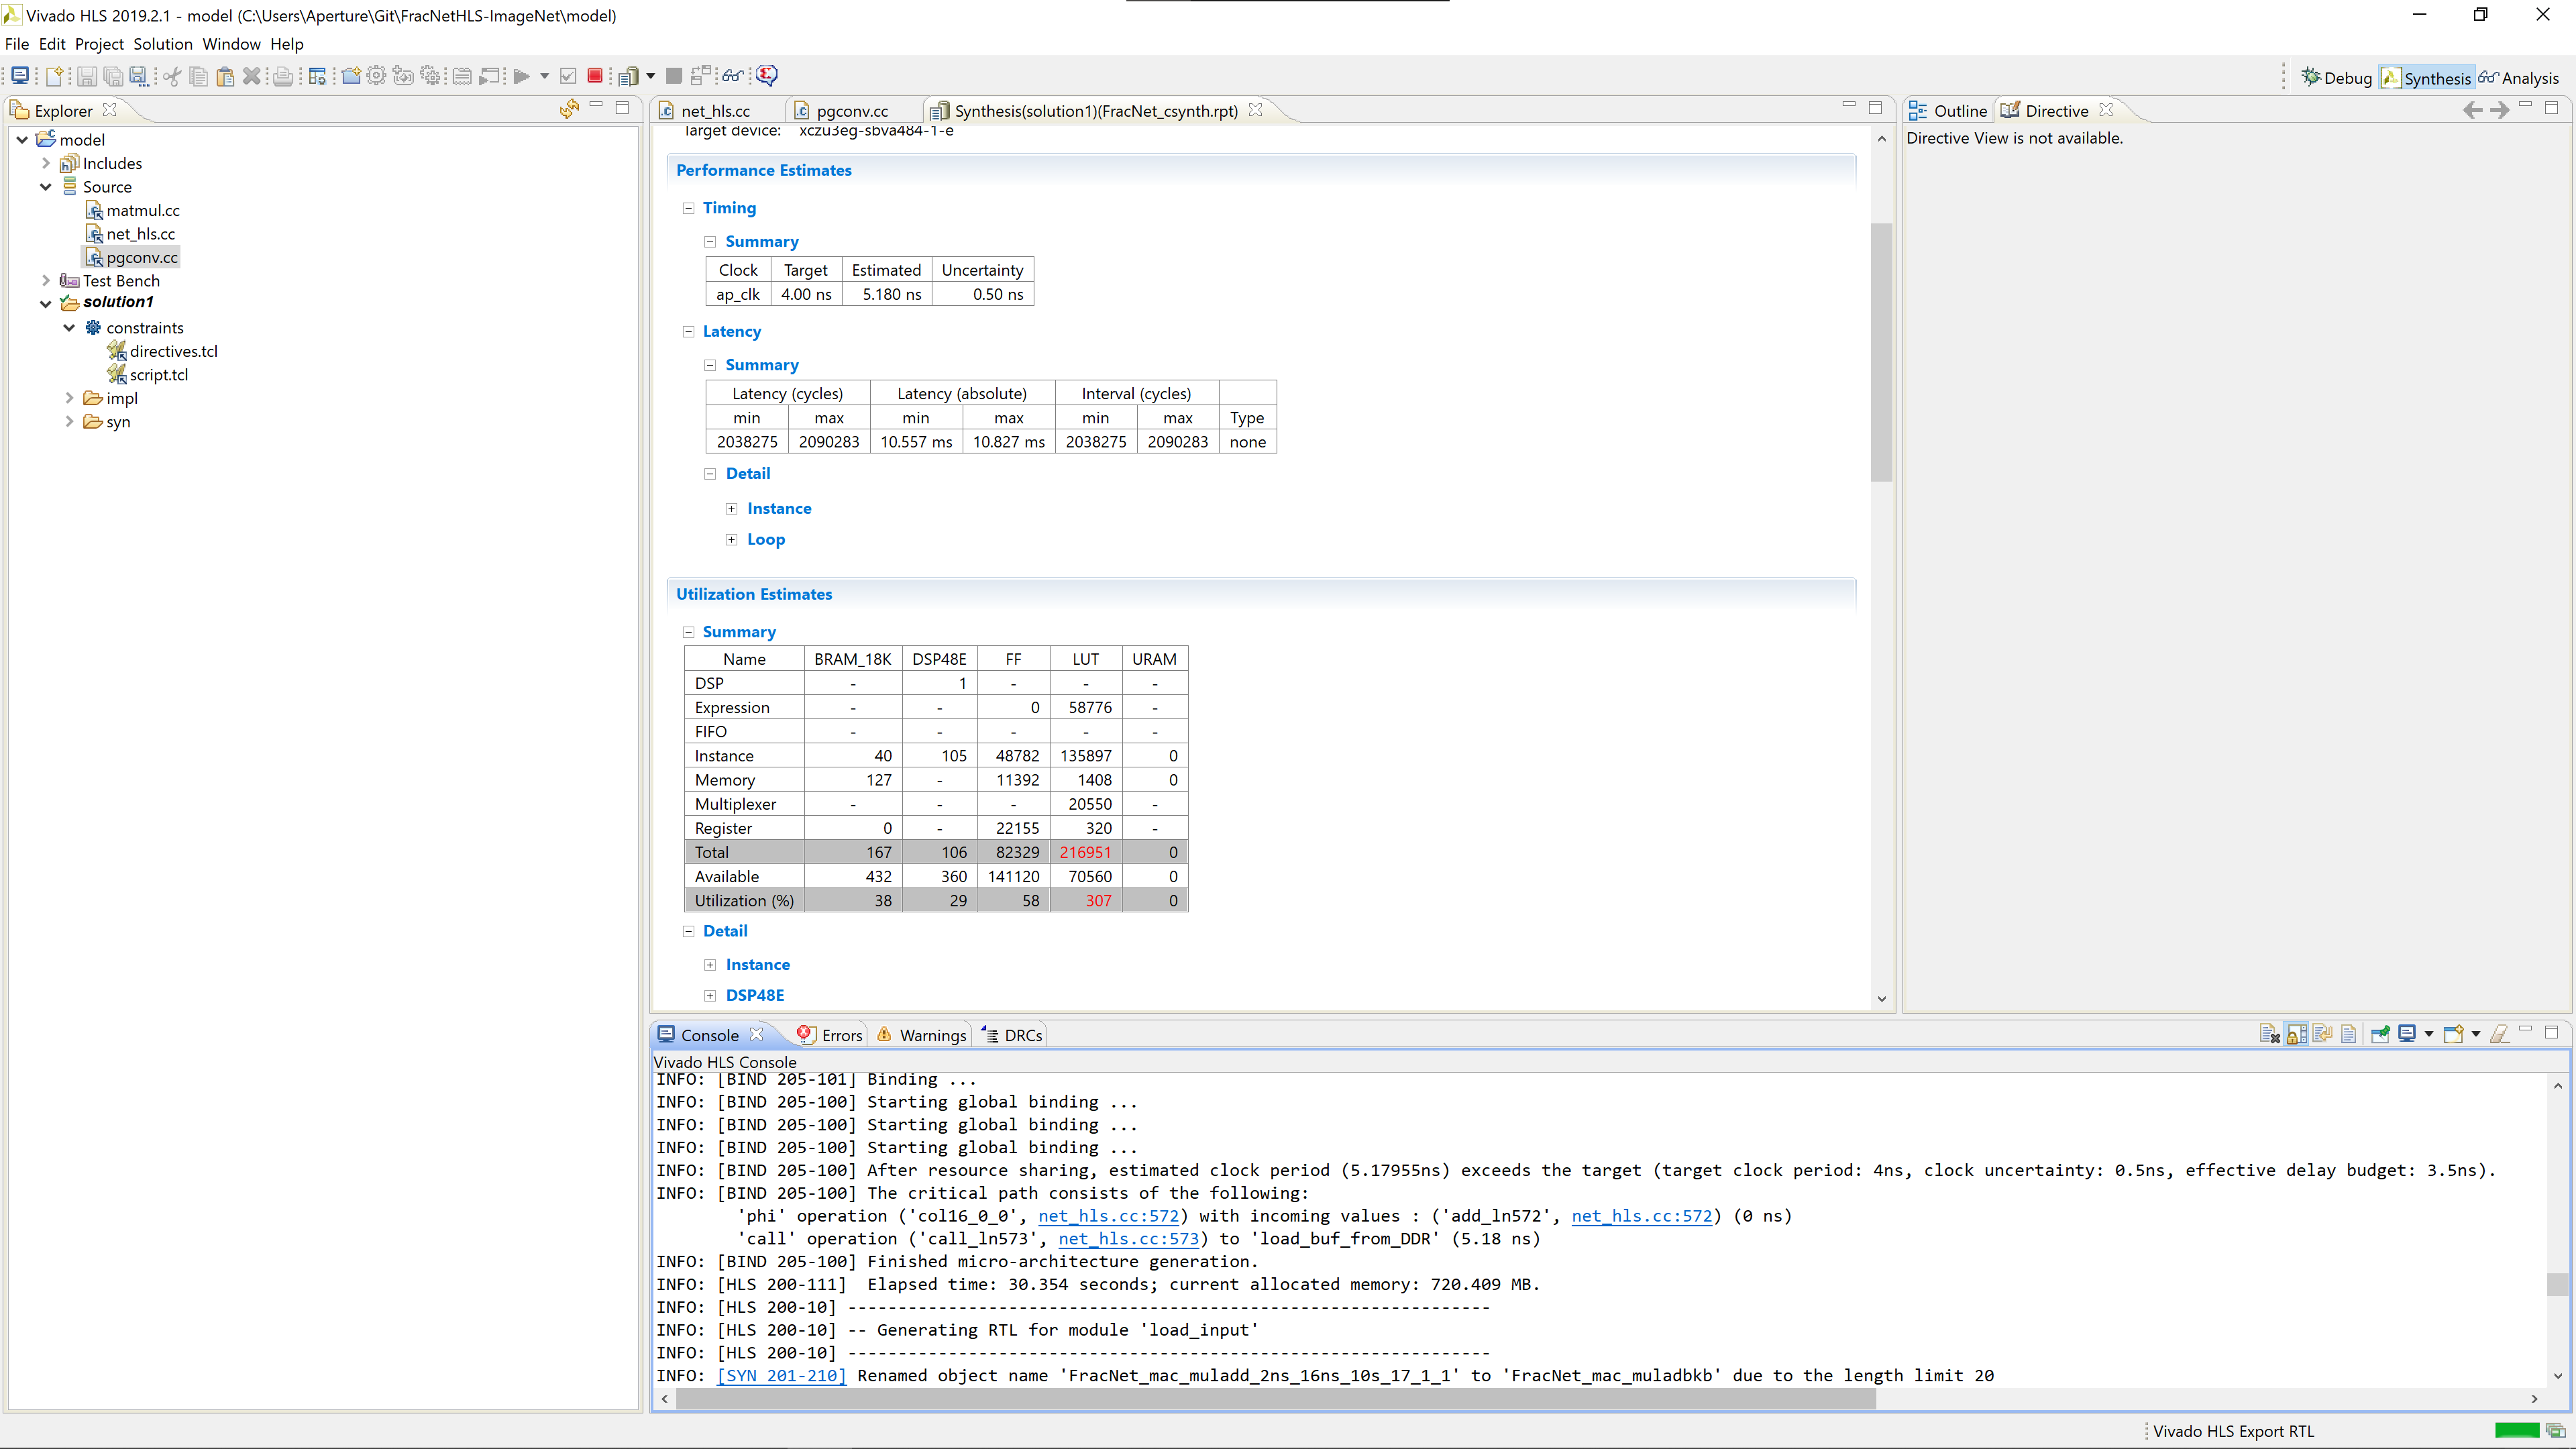 Vivado HLS 2019.2.1 - model (C:\Users\Aperture\Git\FracNetHLS-ImageNet\model)
File Edit Project Solution Window Help
Debug Synthesis Analysis
Explorer
model
Includes
Source
matmul.cc
net_hls.cc
pgconv.cc
Test Bench
solution1
constraints
directives.tcl
script.tcl
impl
syn
net_hls.cc pgconv.cc Synthesis(solution1)(FracNet_csynth.rpt)
Target device: xczu3eg-sbva484-1-e
Performance Estimates
Timing
Summary
Clock Target Estimated Uncertainty
ap_clk 4.00 ns 5.180 ns 0.50 ns
Latency
Summary
Latency (cycles) Latency (absolute) Interval (cycles)
min max min max min max Type
2038275 2090283 10.557 ms 10.827 ms 2038275 2090283 none
Detail
Instance
Loop
Utilization Estimates
Summary
Name BRAM_18K DSP48E FF LUT URAM
DSP - 1 - - -
Expression - - 0 58776 -
FIFO - - - - -
Instance 40 105 48782 135897 0
Memory 127 - 11392 1408 0
Multiplexer - - - 20550 -
Register 0 - 22155 320 -
Total 167 106 82329 216951 0
Available 432 360 141120 70560 0
Utilization (%) 38 29 58 307 0
Detail
Instance
DSP48E
Outline Directive
Directive View is not available.
Console Errors Warnings DRCs
Vivado HLS Console
INFO: [BIND 205-101] Binding ...
INFO: [BIND 205-100] Starting global binding ...
INFO: [BIND 205-100] Starting global binding ...
INFO: [BIND 205-100] Starting global binding ...
INFO: [BIND 205-100] After resource sharing, estimated clock period (5.17955ns) exceeds the target (target clock period: 4ns, clock uncertainty: 0.5ns, effective delay budget: 3.5ns).
INFO: [BIND 205-100] The critical path consists of the following:
'phi' operation ('col16_0_0', net_hls.cc:572) with incoming values : ('add_ln572', net_hls.cc:572) (0 ns)
'call' operation ('call_ln573', net_hls.cc:573) to 'load_buf_from_DDR' (5.18 ns)
INFO: [BIND 205-100] Finished micro-architecture generation.
INFO: [HLS 200-111]  Elapsed time: 30.354 seconds; current allocated memory: 720.409 MB.
INFO: [HLS 200-10] ----------------------------------------------------------------
INFO: [HLS 200-10] -- Generating RTL for module 'load_input'
INFO: [HLS 200-10] ----------------------------------------------------------------
INFO: [SYN 201-210] Renamed object name 'FracNet_mac_muladd_2ns_16ns_10s_17_1_1' to 'FracNet_mac_muladbkb' due to the length limit 20
Vivado HLS Export RTL